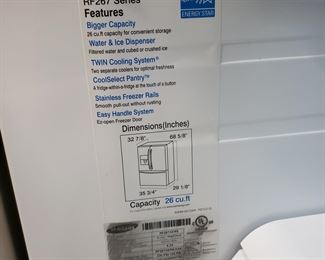 RF267 Series
Features
ENERGY STAR
Bigger Capacity
26 cu.ft capacity for convenient storage
Water & Ice Dispenser
Filtered water and cubed or crushed ice
TWIN Cooling System®
Two separate coolers for optimal freshness
CoolSelect Pantry™
A fridge-within-a-fridge at the touch of a button
Stainless Freezer Rails
Smooth pull-out without rusting
Easy Handle System
Ez-open Freezer Door
Dimensions(Inches)
32 7/8" 68 5/8"
35 3/4" 29 1/8"
Capacity 26 cu.ft